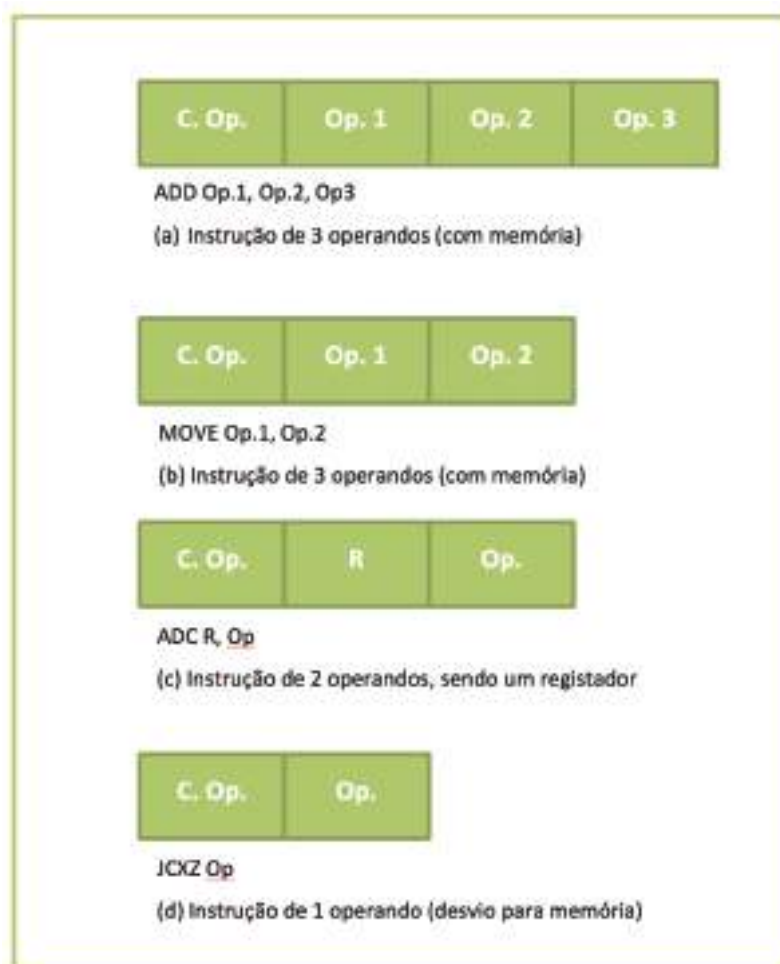 C. Op. Op. 1 Op. 2 Op. 3
ADD Op.1, Op.2, Op3
(a) Instrução de 3 operandos (com memória)
C. Op. Op. 1 Op. 2
MOVE Op.1, Op.2
(b) Instrução de 3 operandos (com memória)
C. Op. R Op.
ADC R, Op
(c) Instrução de 2 operandos, sendo um registador
C. Op. Op.
JCXZ Op
(d) Instrução de 1 operando (desvio para memória)